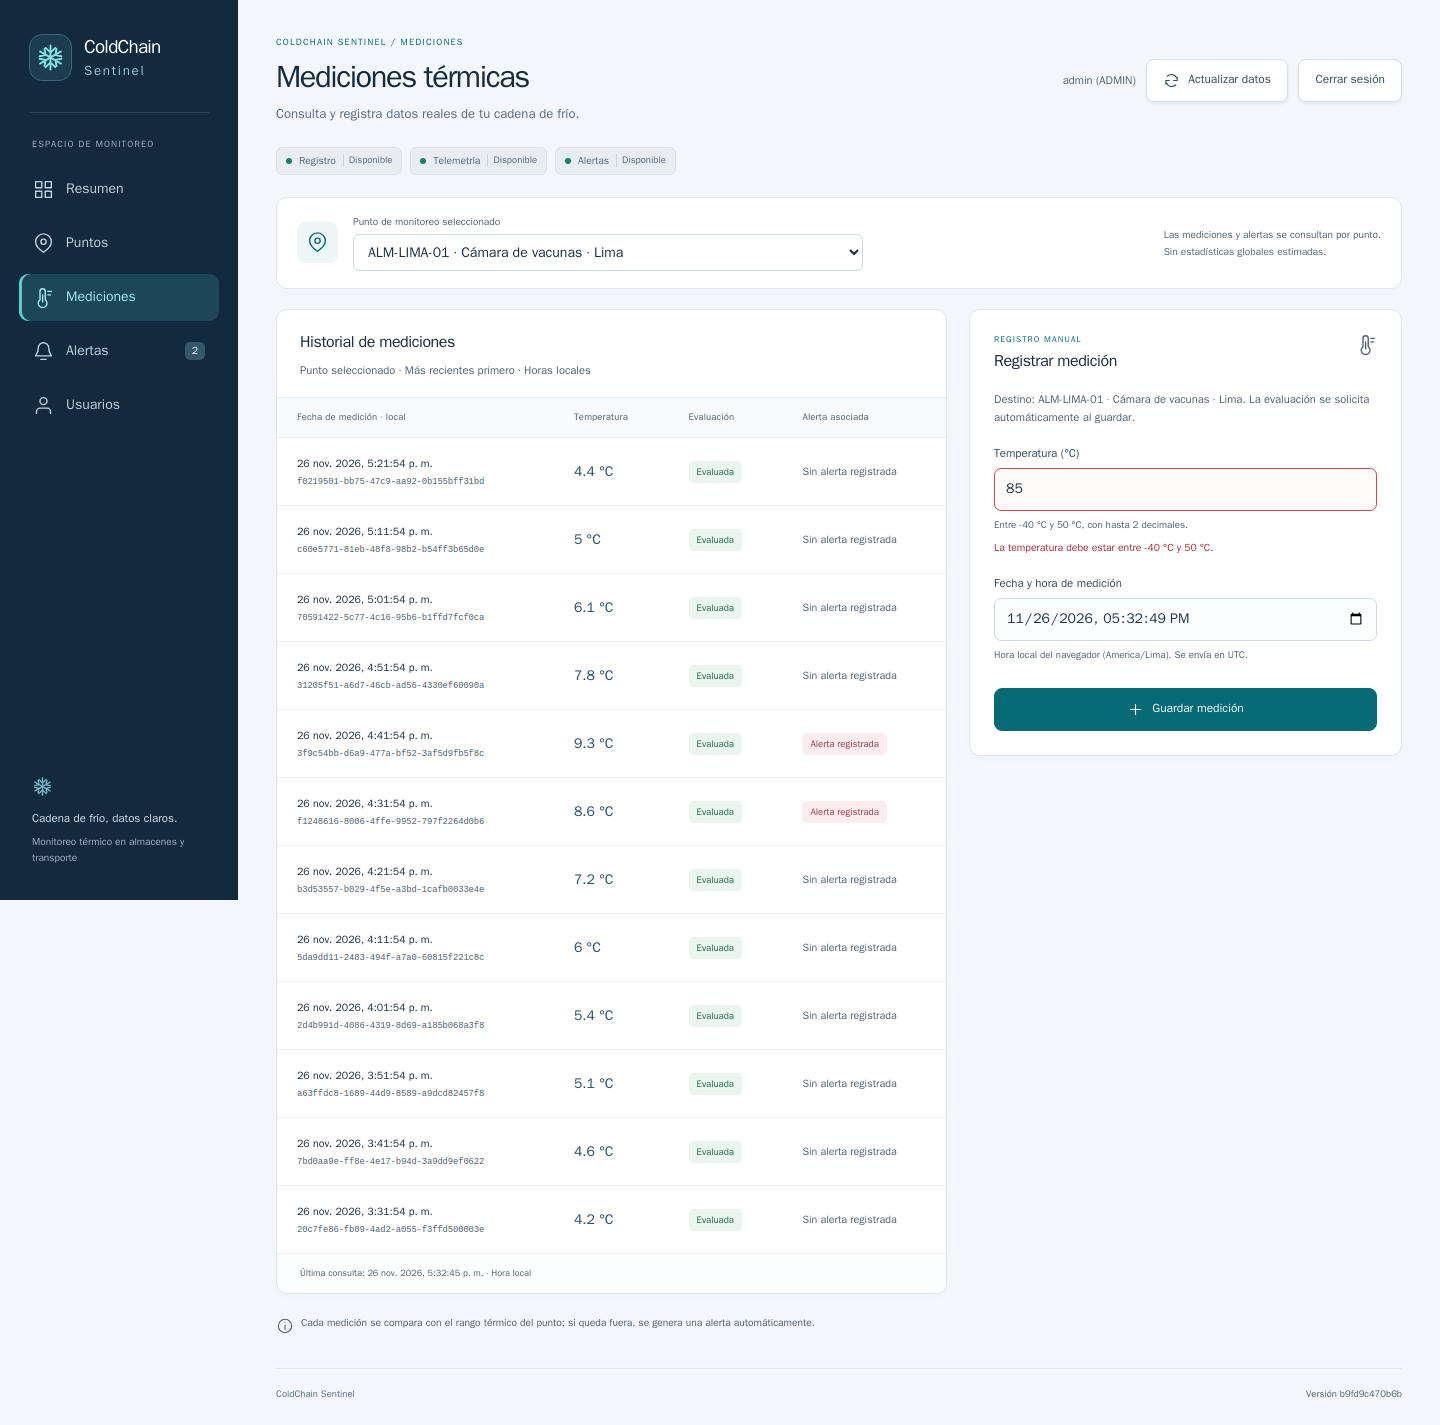 ColdChain
Sentinel
ESPACIO DE MONITOREO
Resumen
Puntos
Mediciones
Alertas 2
Usuarios
Cadena de frío, datos claros.
Monitoreo térmico en almacenes y
transporte
COLDCHAIN SENTINEL / MEDICIONES
Mediciones térmicas
Consulta y registra datos reales de tu cadena de frío.
admin (ADMIN)
Actualizar datos
Cerrar sesión
Registro Disponible
Telemetría Disponible
Alertas Disponible
Punto de monitoreo seleccionado
ALM-LIMA-01 · Cámara de vacunas · Lima
Las mediciones y alertas se consultan por punto.
Sin estadísticas globales estimadas.
Historial de mediciones
Punto seleccionado · Más recientes primero · Horas locales
Fecha de medición · local Temperatura Evaluación Alerta asociada
26 nov. 2026, 5:21:54 p. m.
f0219501-bb75-47c9-aa92-0b155bff31bd
4.4 °C Evaluada Sin alerta registrada
26 nov. 2026, 5:11:54 p. m.
c60e5771-81eb-48f8-98b2-b54ff3b65d0e
5 °C Evaluada Sin alerta registrada
26 nov. 2026, 5:01:54 p. m.
70591422-5c77-4c16-95b6-b1ffd7fcf0ca
6.1 °C Evaluada Sin alerta registrada
26 nov. 2026, 4:51:54 p. m.
31205f51-a6d7-46cb-ad56-4330ef60090a
7.8 °C Evaluada Sin alerta registrada
26 nov. 2026, 4:41:54 p. m.
3f9c54bb-d6a9-477a-bf52-3af5d9fb5f8c
9.3 °C Evaluada Alerta registrada
26 nov. 2026, 4:31:54 p. m.
f1248616-8006-4ffe-9952-797f2264d0b6
8.6 °C Evaluada Alerta registrada
26 nov. 2026, 4:21:54 p. m.
b3d53557-b029-4f5e-a3bd-1cafb0033e4e
7.2 °C Evaluada Sin alerta registrada
26 nov. 2026, 4:11:54 p. m.
5da9dd11-2483-494f-a7a0-60815f221c8c
6 °C Evaluada Sin alerta registrada
26 nov. 2026, 4:01:54 p. m.
2d4b991d-4086-4319-8d69-a185b068a3f8
5.4 °C Evaluada Sin alerta registrada
26 nov. 2026, 3:51:54 p. m.
a63ffdc8-1689-44d9-8589-a9dcd82457f8
5.1 °C Evaluada Sin alerta registrada
26 nov. 2026, 3:41:54 p. m.
7bd0aa9e-ff8e-4e17-b94d-3a9dd9ef0622
4.6 °C Evaluada Sin alerta registrada
26 nov. 2026, 3:31:54 p. m.
20c7fe86-fb09-4ad2-a055-f3ffd500003e
4.2 °C Evaluada Sin alerta registrada
Última consulta: 26 nov. 2026, 5:32:45 p. m. · Hora local
REGISTRO MANUAL
Registrar medición
Destino: ALM-LIMA-01 · Cámara de vacunas · Lima. La evaluación se solicita
automáticamente al guardar.
Temperatura (°C)
85
Entre -40 °C y 50 °C, con hasta 2 decimales.
La temperatura debe estar entre -40 °C y 50 °C.
Fecha y hora de medición
11/26/2026, 05:32:49 PM
Hora local del navegador (America/Lima). Se envía en UTC.
Guardar medición
Cada medición se compara con el rango térmico del punto; si queda fuera, se genera una alerta automáticamente.
ColdChain Sentinel
Versión b9fd9c470b6b